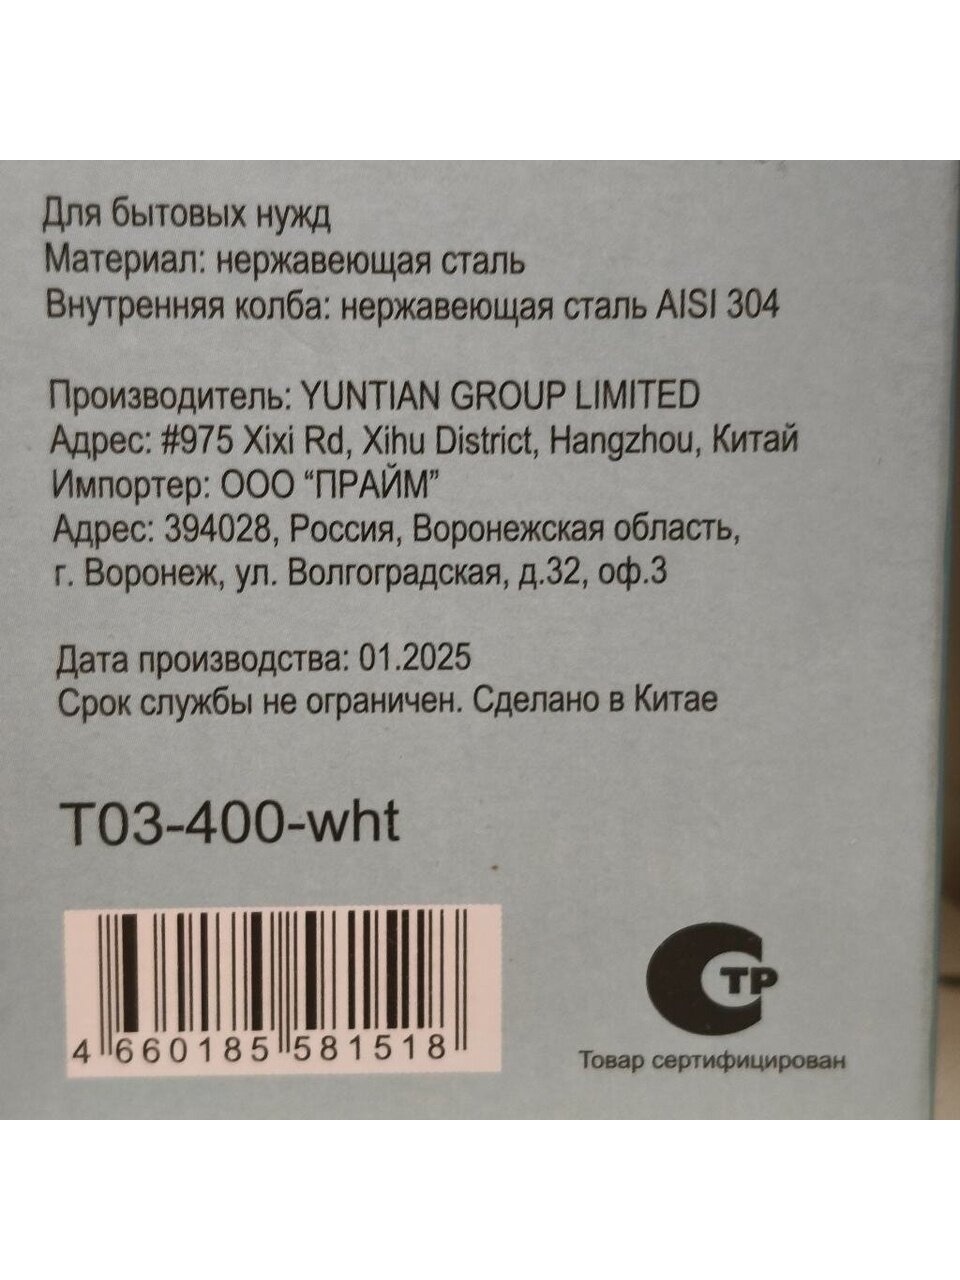 Для бытовых нужд
Материал: нержавеющая сталь
Внутренняя колба: нержавеющая сталь AISI 304
Производитель: YUNTIAN GROUP LIMITED
Адрес: #975 Xixi Rd, Xihu District, Hangzhou, Китай
Импортер: ООО “ПРАЙМ”
Адрес: 394028, Россия, Воронежская область,
г. Воронеж, ул. Волгоградская, д.32, оф.3
Дата производства: 01.2025
Срок службы не ограничен. Сделано в Китае
T03-400-wht
4 660185 581518
СТР
Товар сертифицирован